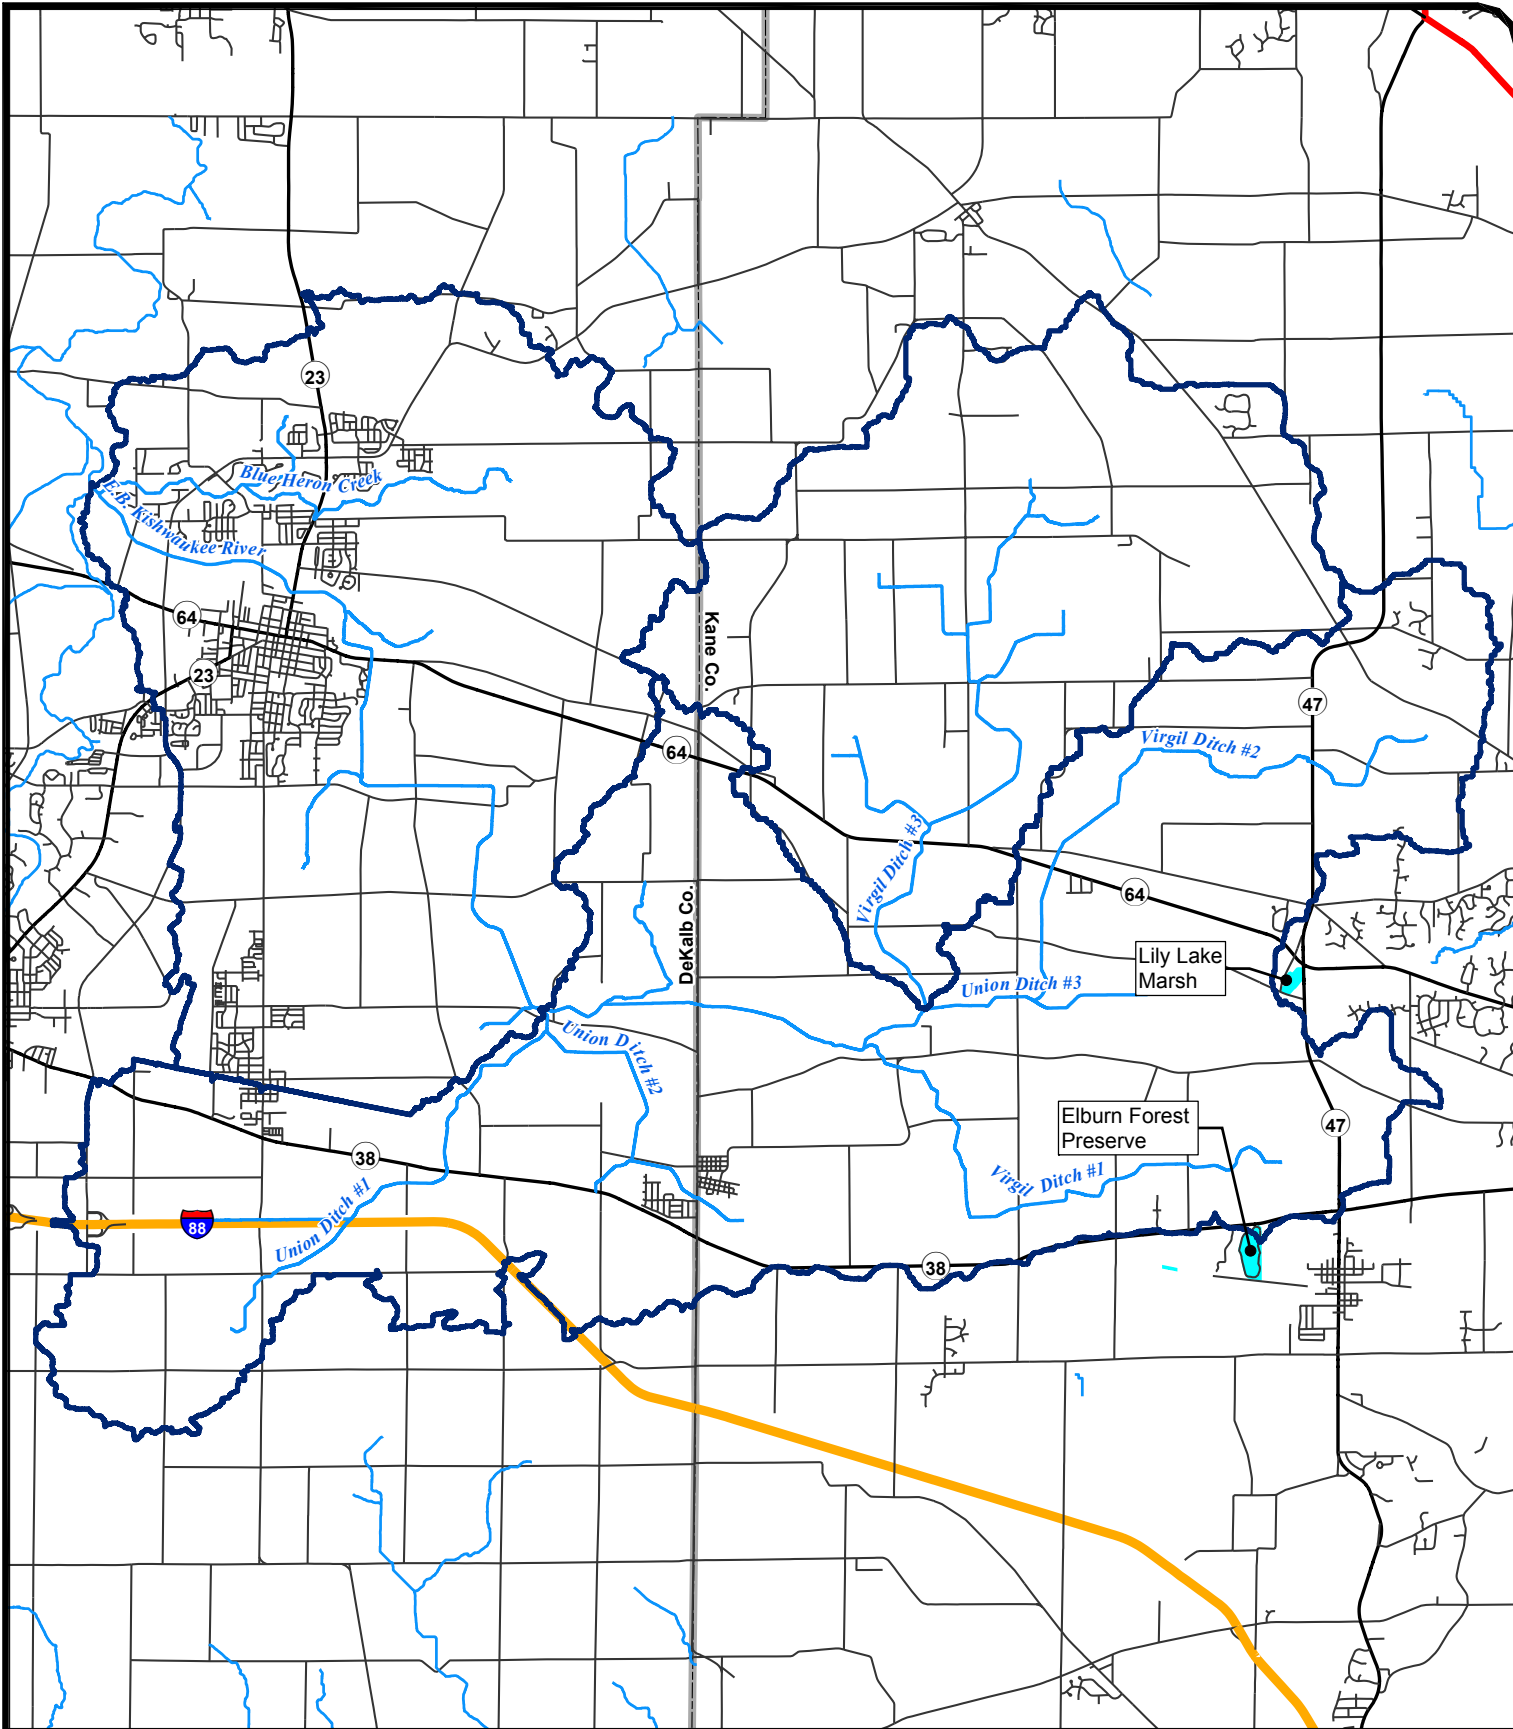 23
Blue Heron Creek
E.B. Kishwaukee River
64
23
Kane Co.
47
64
Virgil Ditch #2
Virgil Ditch #3
64
DeKalb Co.
Lily Lake
Marsh
Union Ditch #3
Union Ditch #2
Elburn Forest
Preserve
47
38
Virgil Ditch #1
Union Ditch #1
88
38